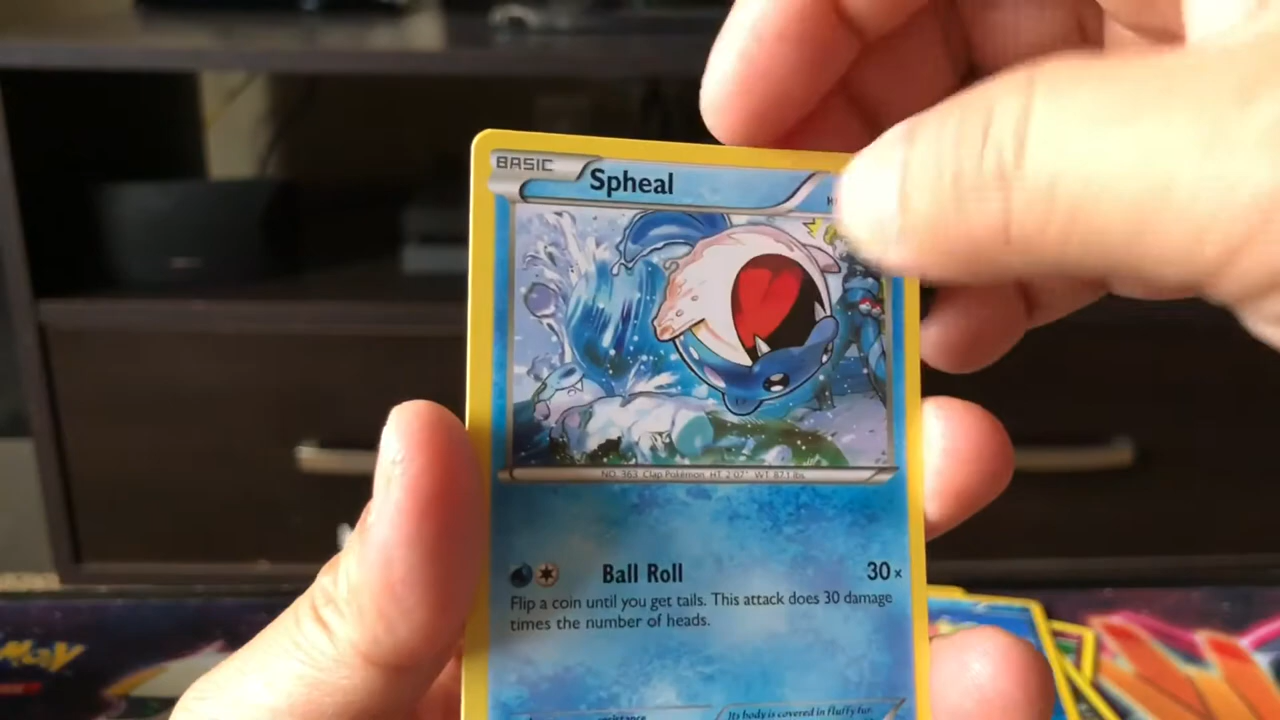 BASIC
Spheal
NO. 363 Clap Pokémon HT. 2'07" WT. 87.1 lbs.
Ball Roll 30x
Flip a coin until you get tails. This attack does 30 damage
times the number of heads.
resistance
Its body is covered in fluffy fur.